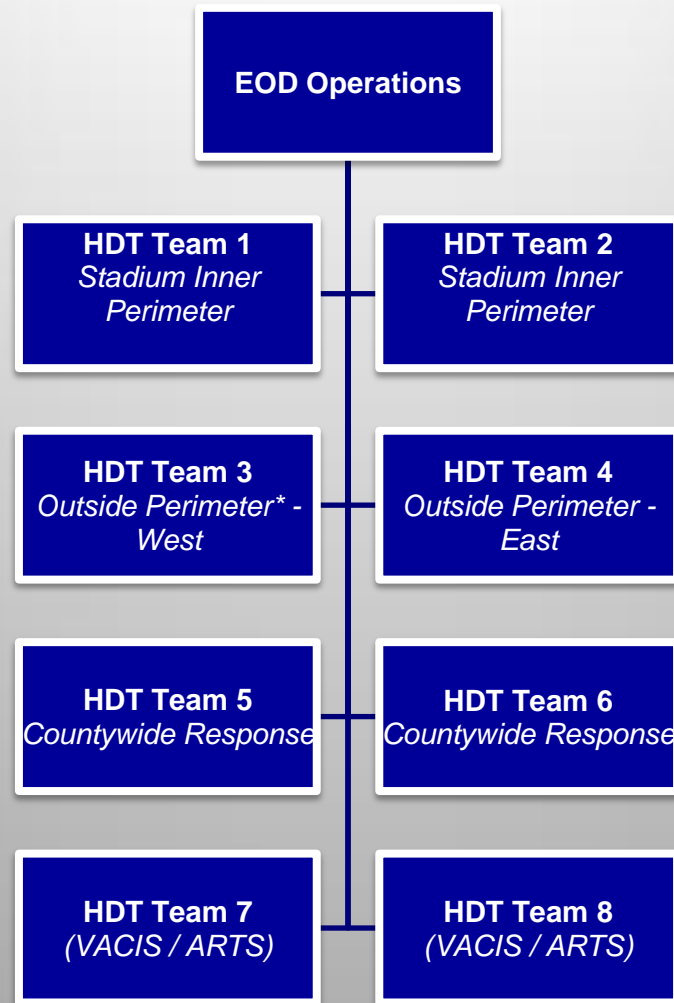 EOD Operations
HDT Team 1
Stadium Inner
Perimeter
HDT Team 2
Stadium Inner
Perimeter
HDT Team 3
Outside Perimeter* -
West
HDT Team 4
Outside Perimeter -
East
HDT Team 5
Countywide Response
HDT Team 6
Countywide Response
HDT Team 7
(VACIS / ARTS)
HDT Team 8
(VACIS / ARTS)